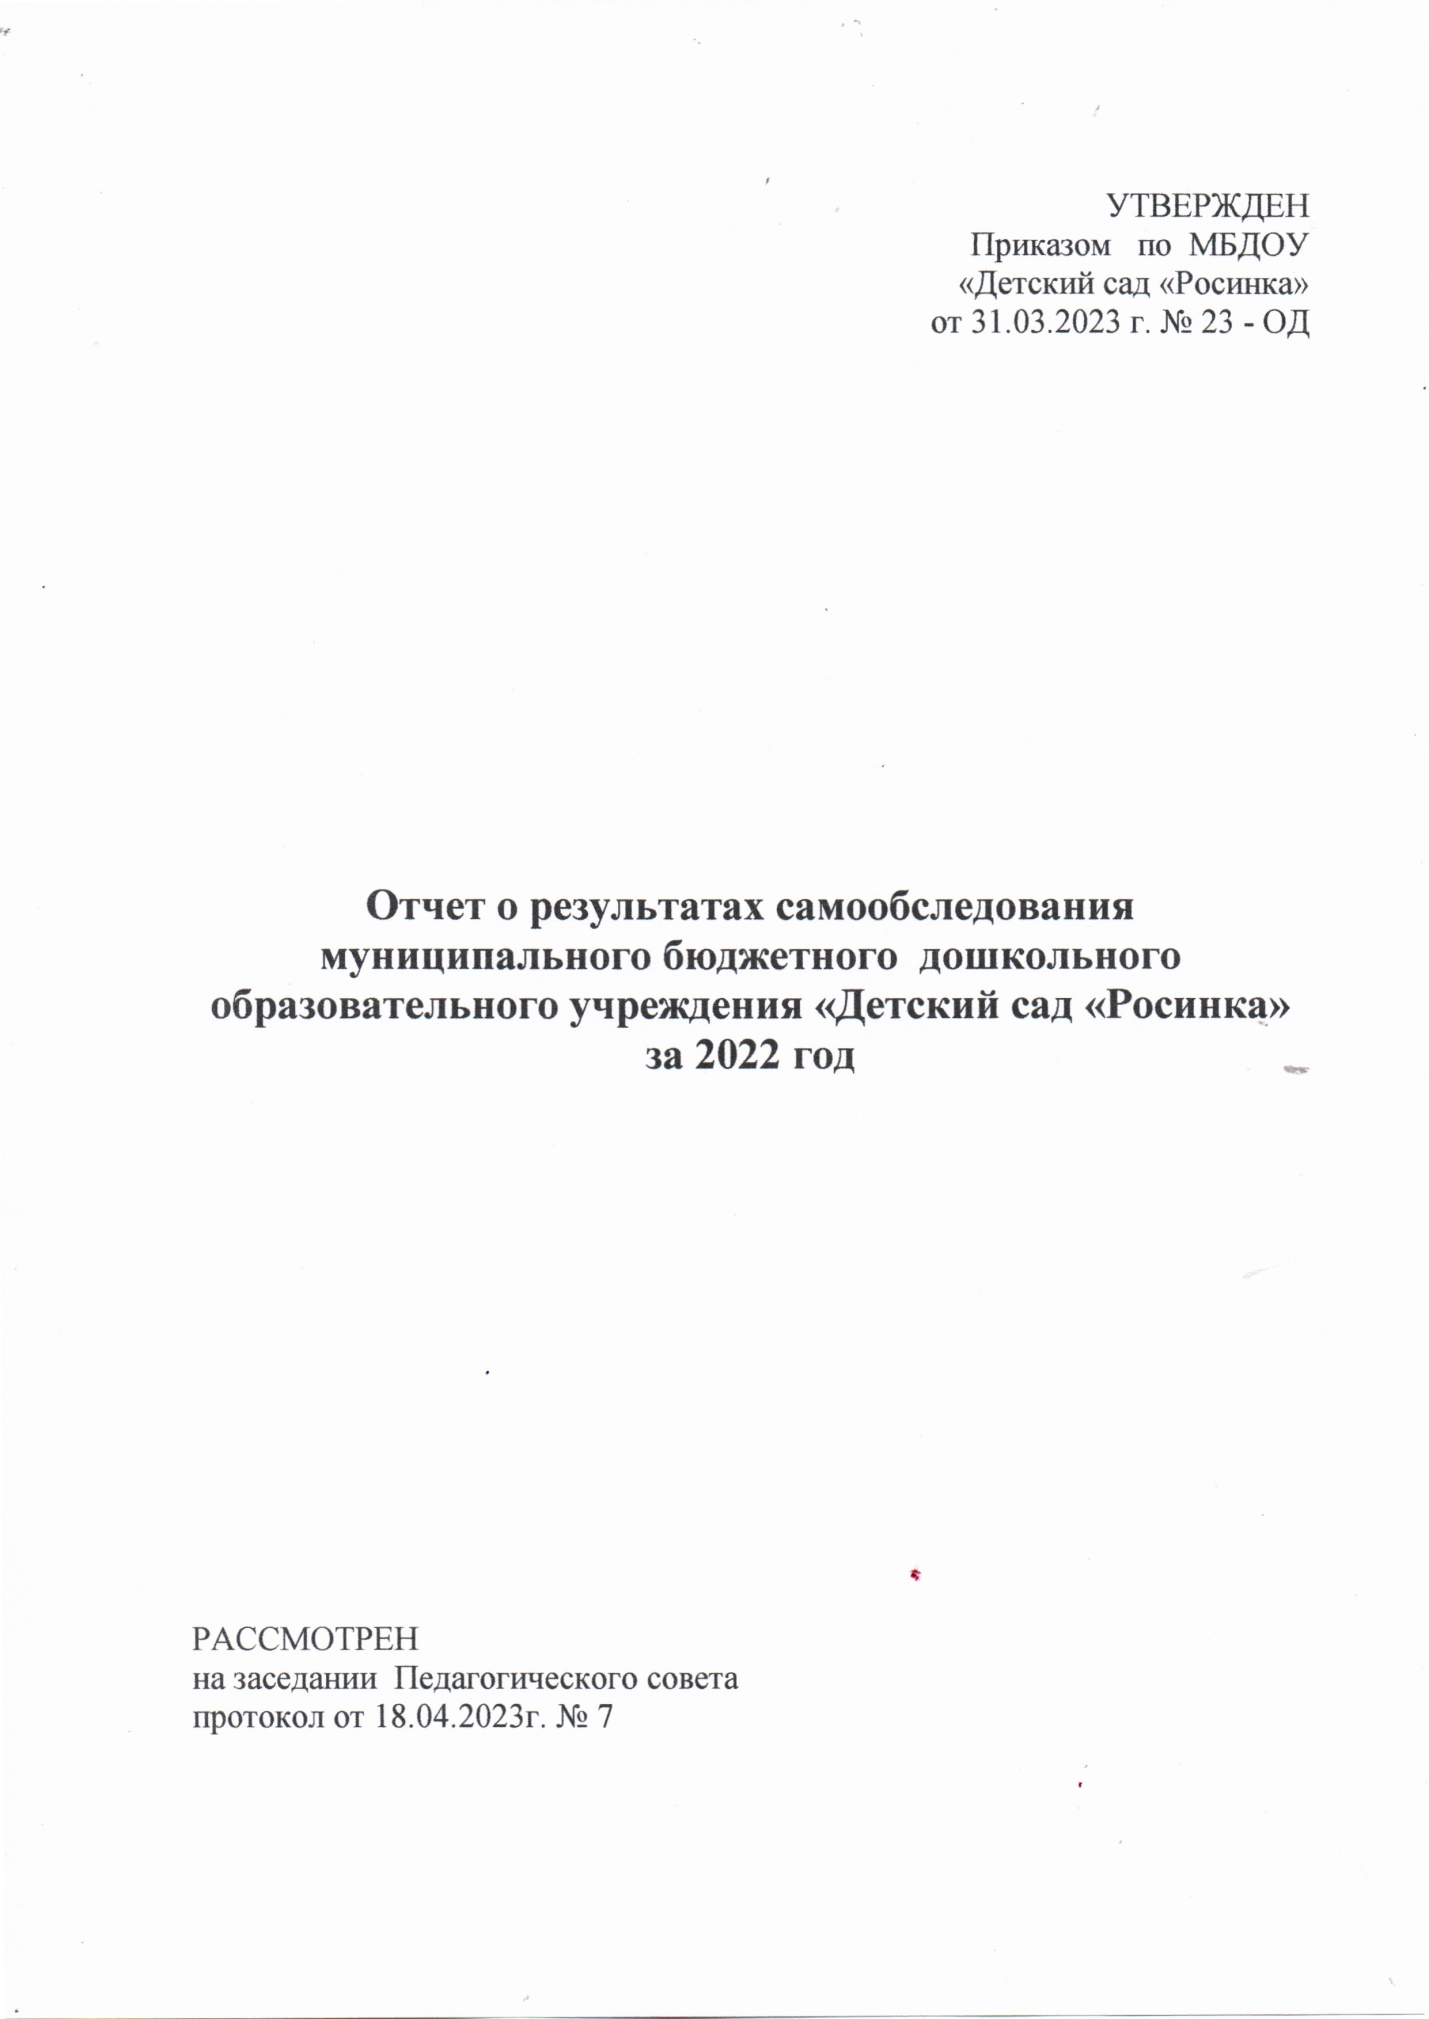 УТВЕРЖДЕН
Приказом по МБДОУ
«Детский сад «Росинка»
от 31.03.2023 г. № 23 - ОД
Отчет о результатах самообследования
муниципального бюджетного дошкольного
образовательного учреждения «Детский сад «Росинка»
за 2022 год
РАССМОТРЕН
на заседании Педагогического совета
протокол от 18.04.2023г. № 7